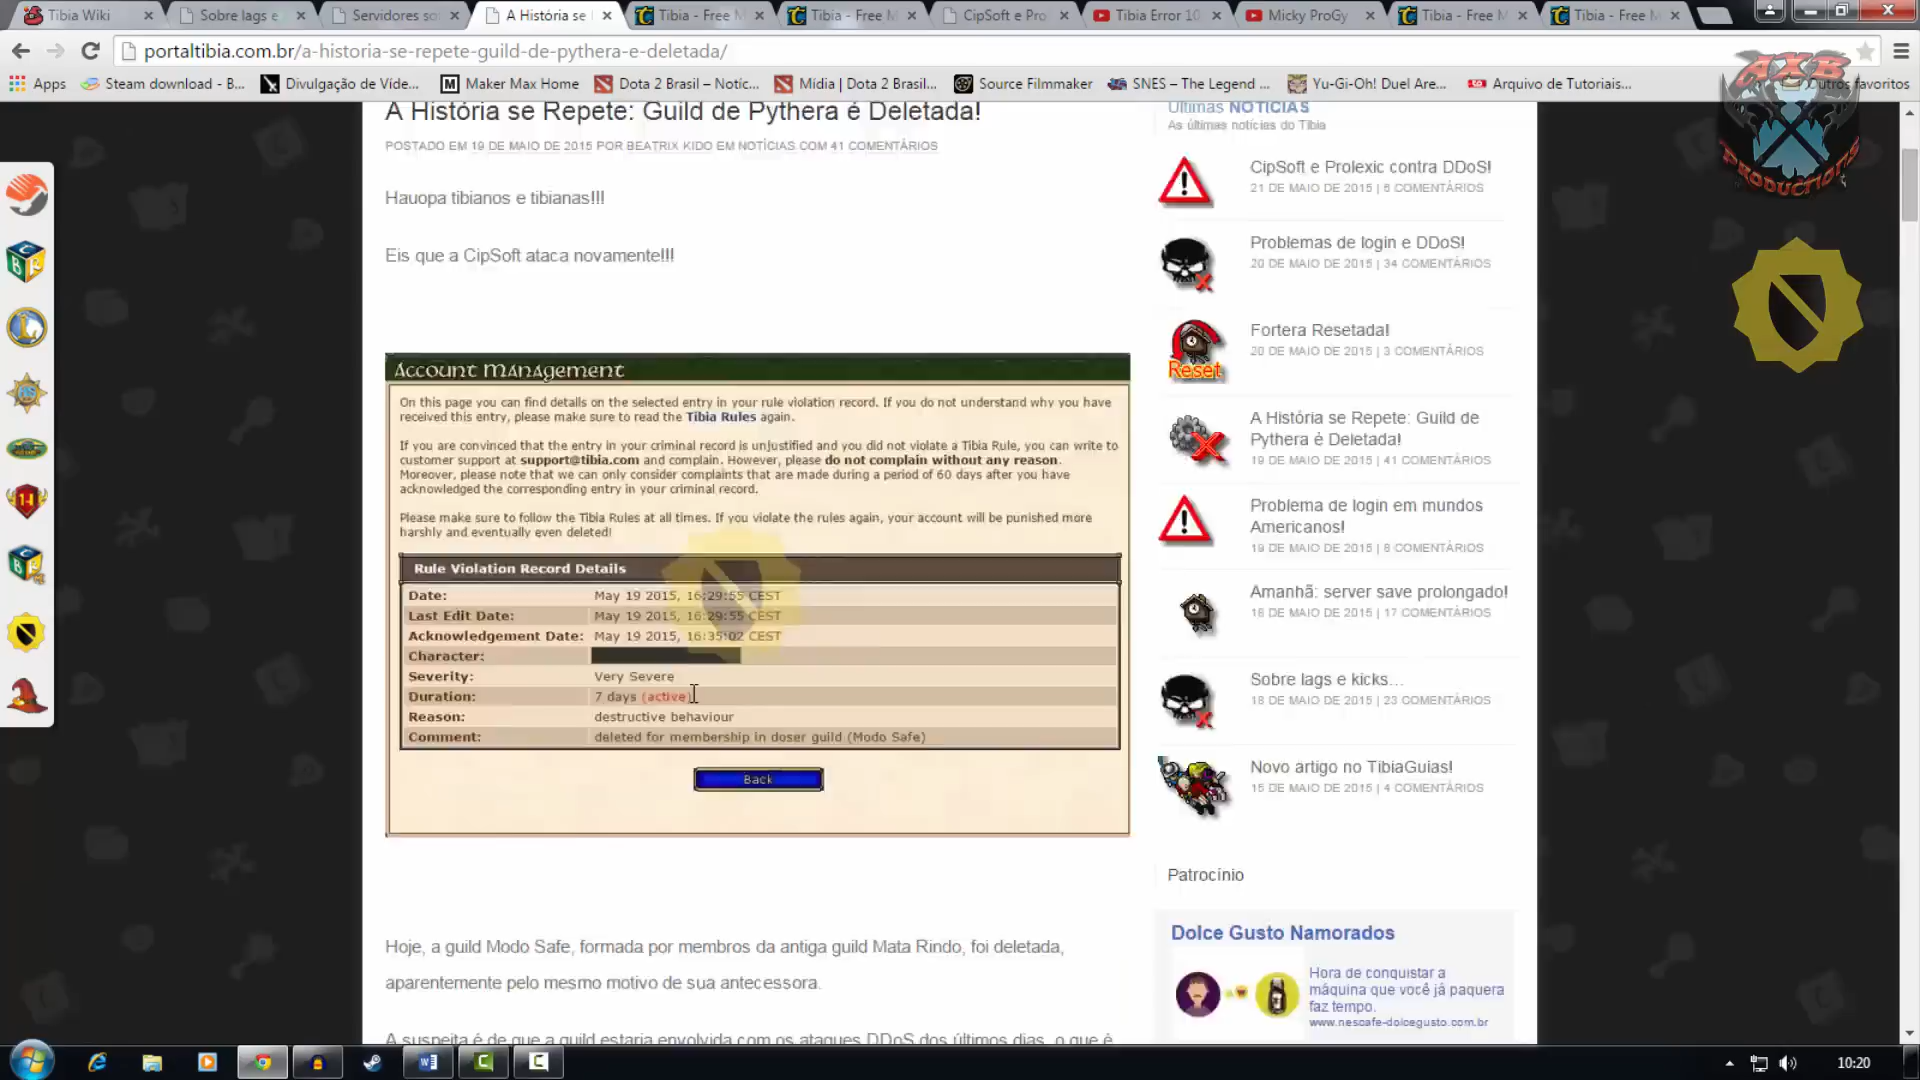 Tibia Wiki
Sobre lags e
Servidores so
A História se
Tibia - Free M
Tibia - Free M
CipSoft e Pro
Tibia Error 10
Micky ProGy
Tibia - Free M
Tibia - Free M
portaltibia.com.br/a-historia-se-repete-guild-de-pythera-e-deletada/
Apps
Steam download - B...
Divulgação de Víde...
Maker Max Home
Dota 2 Brasil – Notíc...
Mídia | Dota 2 Brasil...
Source Filmmaker
SNES – The Legend ...
Yu-Gi-Oh! Duel Are...
Arquivo de Tutoriais...
Outros favoritos
AXB
PRODUCTIONS
A História se Repete: Guild de Pythera é Deletada!
POSTADO EM 19 DE MAIO DE 2015 POR BEATRIX KIDO EM NOTÍCIAS COM 41 COMENTÁRIOS
Hauopa tibianos e tibianas!!!
Eis que a CipSoft ataca novamente!!!
Account Management
On this page you can find details on the selected entry in your rule violation record. If you do not understand why you have
received this entry, please make sure to read the Tibia Rules again.
If you are convinced that the entry in your criminal record is unjustified and you did not violate a Tibia Rule, you can write to
customer support at support@tibia.com and complain. However, please do not complain without any reason.
Moreover, please note that we can only consider complaints that are made during a period of 60 days after you have
acknowledged the corresponding entry in your criminal record.
Please make sure to follow the Tibia Rules at all times. If you violate the rules again, your account will be punished more
harshly and eventually even deleted!
Rule Violation Record Details
Date: May 19 2015, 16:29:55 CEST
Last Edit Date: May 19 2015, 16:29:55 CEST
Acknowledgement Date: May 19 2015, 16:35:02 CEST
Character:
Severity: Very Severe
Duration: 7 days (active)
Reason: destructive behaviour
Comment: deleted for membership in doser guild (Modo Safe)
Back
Hoje, a guild Modo Safe, formada por membros da antiga guild Mata Rindo, foi deletada,
aparentemente pelo mesmo motivo de sua antecessora.
A suspeita é de que a guild estaria envolvida com os ataques DDoS dos últimos dias, o que é
Últimas NOTÍCIAS
As últimas notícias do Tibia
CipSoft e Prolexic contra DDoS!
21 DE MAIO DE 2015 | 6 COMENTÁRIOS
Problemas de login e DDoS!
20 DE MAIO DE 2015 | 34 COMENTÁRIOS
Reset
Fortera Resetada!
20 DE MAIO DE 2015 | 3 COMENTÁRIOS
A História se Repete: Guild de
Pythera é Deletada!
19 DE MAIO DE 2015 | 41 COMENTÁRIOS
Problema de login em mundos
Americanos!
19 DE MAIO DE 2015 | 8 COMENTÁRIOS
Amanhã: server save prolongado!
18 DE MAIO DE 2015 | 17 COMENTÁRIOS
Sobre lags e kicks...
18 DE MAIO DE 2015 | 23 COMENTÁRIOS
Novo artigo no TibiaGuias!
15 DE MAIO DE 2015 | 4 COMENTÁRIOS
Patrocínio
Dolce Gusto Namorados
Hora de conquistar a
máquina que você já paquera
faz tempo.
www.nescafe-dolcegusto.com.br
10:20